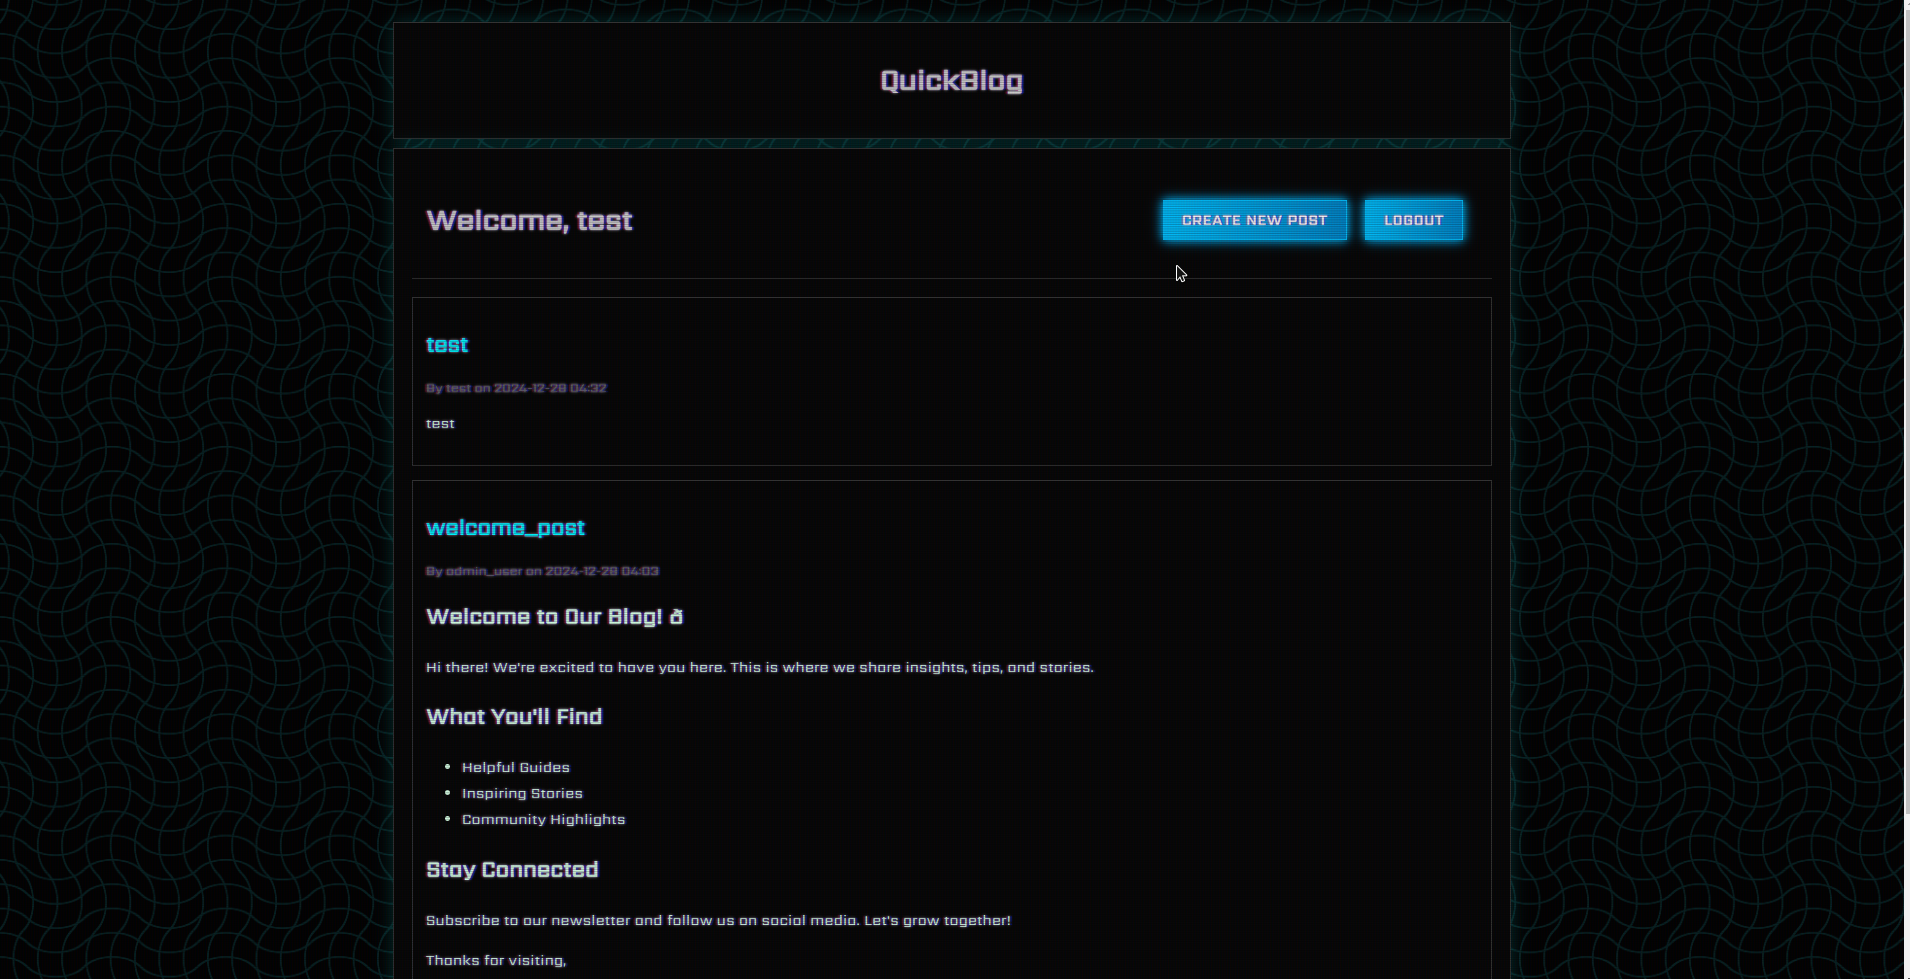 QuickBlog
Welcome, test
CREATE NEW POST
LOGOUT
test
By test on 2024-12-28 04:32
test
welcome_post
By admin_user on 2024-12-28 04:03
Welcome to Our Blog! ð
Hi there! We're excited to have you here. This is where we share insights, tips, and stories.
What You'll Find
• Helpful Guides
• Inspiring Stories
• Community Highlights
Stay Connected
Subscribe to our newsletter and follow us on social media. Let's grow together!
Thanks for visiting,